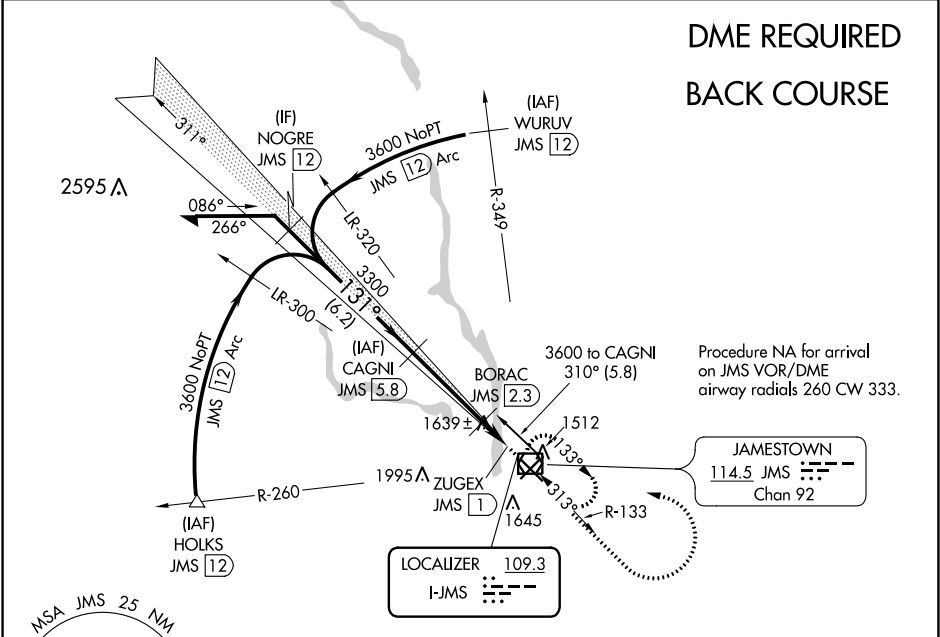 DME REQUIRED
BACK COURSE
311°
(IF)
NOGRE
JMS 12
3600 NoPT
JMS 12 Arc
(IAF)
WURUV
JMS 12
2595
086°
266°
LR-320
R-349
LR-300
3300
131°
(6.2)
3600 NoPT
JMS 12 Arc
(IAF)
CAGNI
JMS 5.8
BORAC
JMS 2.3
3600 to CAGNI
310° (5.8)
Procedure NA for arrival
on JMS VOR/DME
airway radials 260 CW 333.
1639±
1512
133°
JAMESTOWN
114.5 JMS
Chan 92
1995
ZUGEX
JMS 1
1645
313°
R-133
R-260
(IAF)
HOLKS
JMS 12
LOCALIZER 109.3
I-JMS
MSA JMS 25 NM